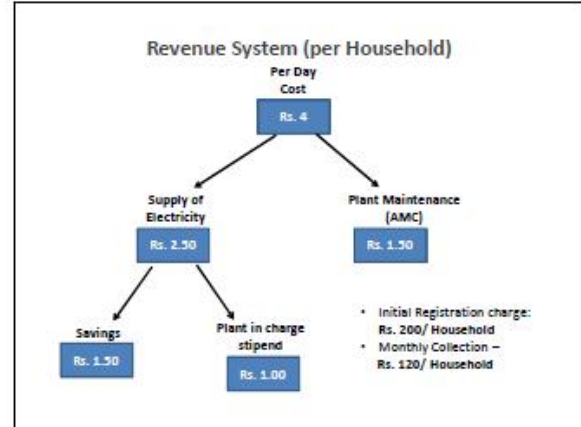 Revenue System (per Household)
Per Day
Cost
Rs. 4
Supply of
Electricity
Rs. 2.50
Plant Maintenance
(AMC)
Rs. 1.50
Savings
Rs. 1.50
Plant in charge
stipend
Rs. 1.00
• Initial Registration charge:
Rs. 200/ Household
• Monthly Collection –
Rs. 120/ Household